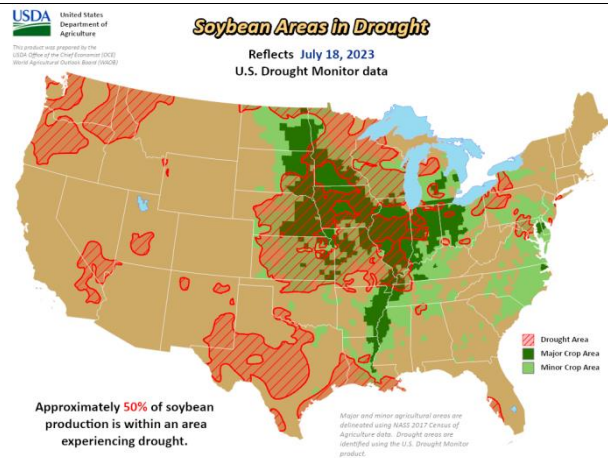 USDA
United States
Department of
Agriculture
This product was prepared by the
USDA Office of the Chief Economist (OCE)
World Agricultural Outlook Board (WAOB)
Soybean Areas in Drought
Reflects July 18, 2023
U.S. Drought Monitor data
Drought Area
Major Crop Area
Minor Crop Area
Approximately 50% of soybean
production is within an area
experiencing drought.
Major and minor agricultural areas are
delineated using NASS 2017 Census of
Agriculture data. Drought areas are
identified using the U.S. Drought Monitor
product.